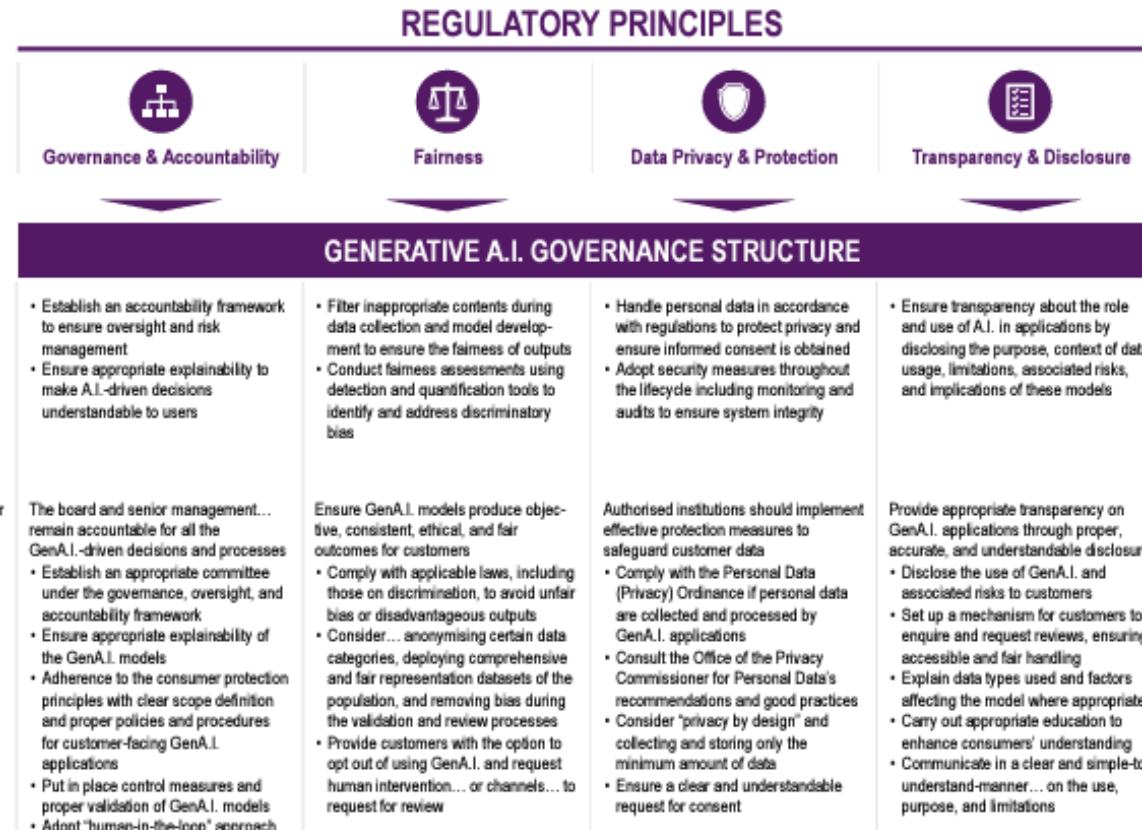 REGULATORY PRINCIPLES
Governance & Accountability
Fairness
Data Privacy & Protection
Transparency & Disclosure
GENERATIVE A.I. GOVERNANCE STRUCTURE
• Establish an accountability framework
to ensure oversight and risk
management
• Ensure appropriate explainability to
make A.I.-driven decisions
understandable to users
• Filter inappropriate contents during
data collection and model develop-
ment to ensure the fairness of outputs
• Conduct fairness assessments using
detection and quantification tools to
identify and address discriminatory
bias
• Handle personal data in accordance
with regulations to protect privacy and
ensure informed consent is obtained
• Adopt security measures throughout
the lifecycle including monitoring and
audits to ensure system integrity
• Ensure transparency about the role
and use of A.I. in applications by
disclosing the purpose, context of dat
usage, limitations, associated risks,
and implications of these models
r
The board and senior management...
remain accountable for all the
GenA.I.-driven decisions and processes
• Establish an appropriate committee
under the governance, oversight, and
accountability framework
• Ensure appropriate explainability of
the GenA.I. models
• Adherence to the consumer protection
principles with clear scope definition
and proper policies and procedures
for customer-facing GenA.I.
applications
• Put in place control measures and
proper validation of GenA.I. models
• Adopt "human-in-the-loop" approach
Ensure GenA.I. models produce objec-
tive, consistent, ethical, and fair
outcomes for customers
• Comply with applicable laws, including
those on discrimination, to avoid unfair
bias or disadvantageous outputs
• Consider... anonymising certain data
categories, deploying comprehensive
and fair representation datasets of the
population, and removing bias during
the validation and review processes
• Provide customers with the option to
opt out of using GenA.I. and request
human intervention... or channels... to
request for review
Authorised institutions should implement
effective protection measures to
safeguard customer data
• Comply with the Personal Data
(Privacy) Ordinance if personal data
are collected and processed by
GenA.I. applications
• Consult the Office of the Privacy
Commissioner for Personal Data's
recommendations and good practices
• Consider "privacy by design" and
collecting and storing only the
minimum amount of data
• Ensure a clear and understandable
request for consent
Provide appropriate transparency on
GenA.I. applications through proper,
accurate, and understandable disclosur
• Disclose the use of GenA.I. and
associated risks to customers
• Set up a mechanism for customers to
enquire and request reviews, ensuring
accessible and fair handling
• Explain data types used and factors
affecting the model where appropriate
• Carry out appropriate education to
enhance consumers' understanding
• Communicate in a clear and simple-to
understand-manner... on the use,
purpose, and limitations